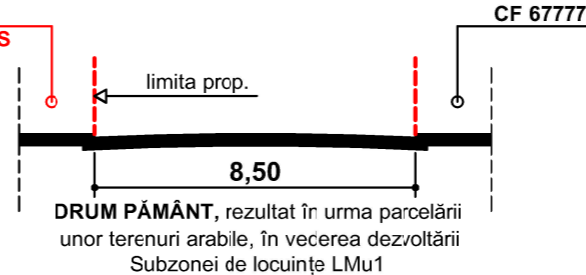 S
CF 67777
limita prop.
8,50
DRUM PĂMÂNT, rezultat în urma parcelării
unor terenuri arabile, în vederea dezvoltării
Subzonei de locuințe LMu1